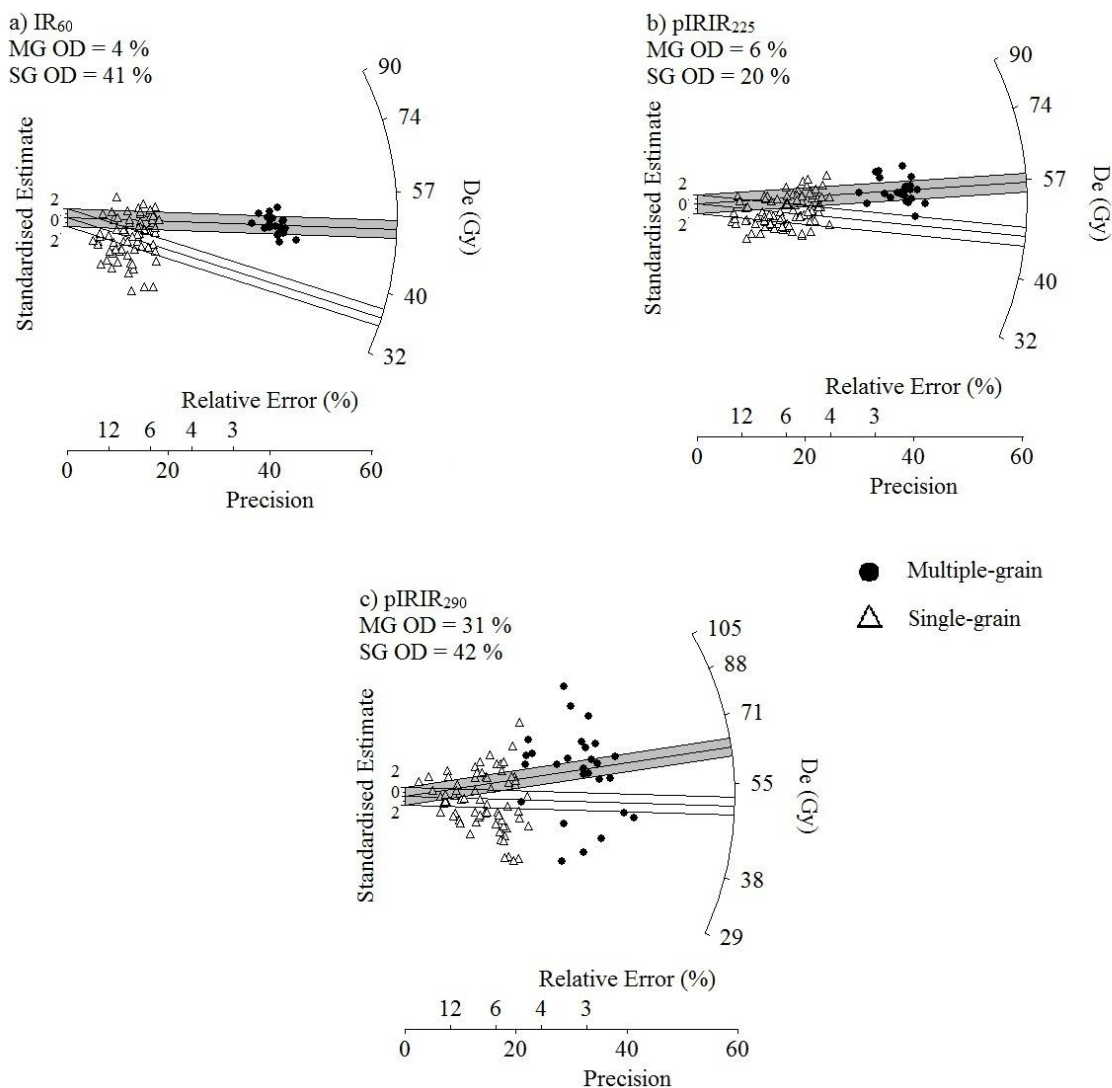 a) IR60
MG OD = 4 %
SG OD = 41 %
Standardised Estimate
2
0
2
90
74
57
40
32
De (Gy)
Relative Error (%)
12 6 4 3
0 20 40 60
Precision
b) pIRIR225
MG OD = 6 %
SG OD = 20 %
Standardised Estimate
2
0
2
90
74
57
40
32
De (Gy)
Relative Error (%)
12 6 4 3
0 20 40 60
Precision
c) pIRIR290
MG OD = 31 %
SG OD = 42 %
Standardised Estimate
2
0
2
105
88
71
55
38
29
De (Gy)
Relative Error (%)
12 6 4 3
0 20 40 60
Precision
Multiple-grain
Single-grain